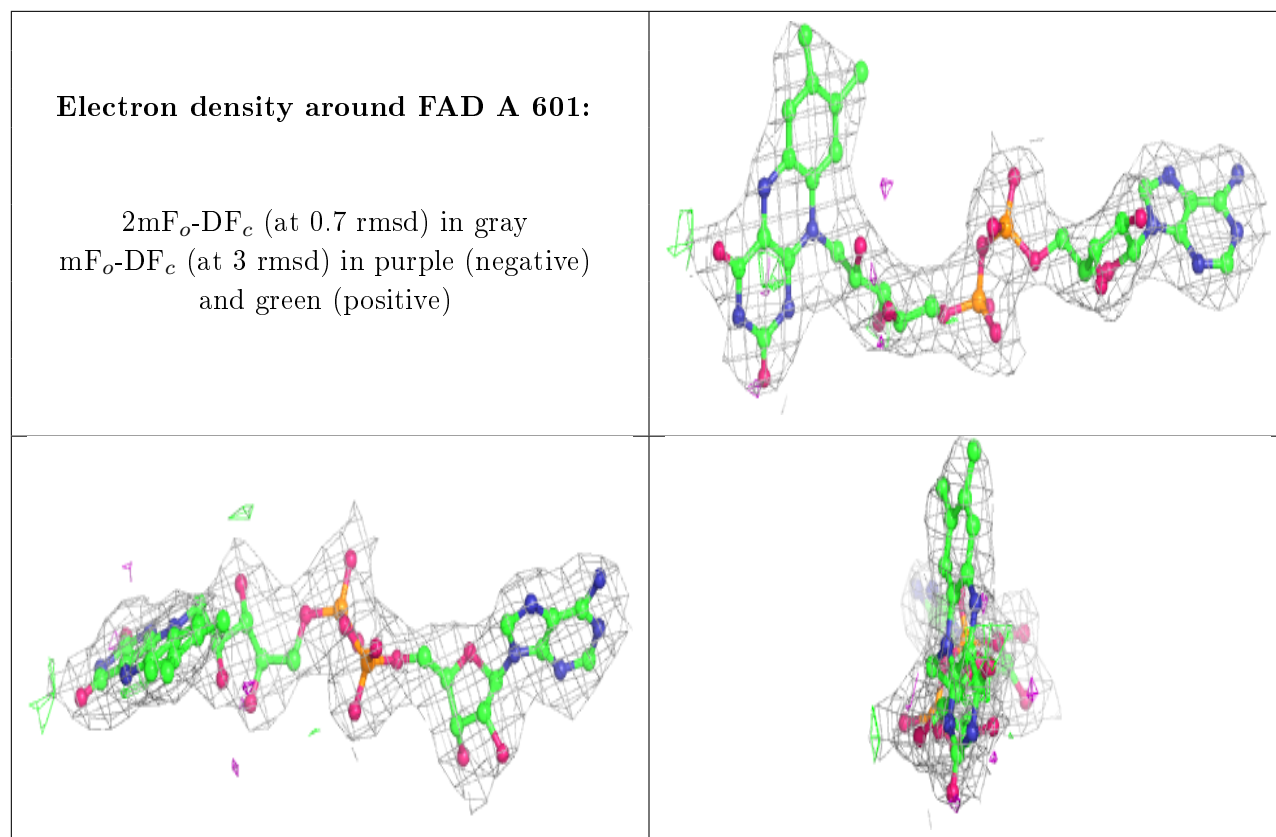 Electron density around FAD A 601:
2mFₒ-DF𝒸 (at 0.7 rmsd) in gray
mFₒ-DF𝒸 (at 3 rmsd) in purple (negative)
and green (positive)